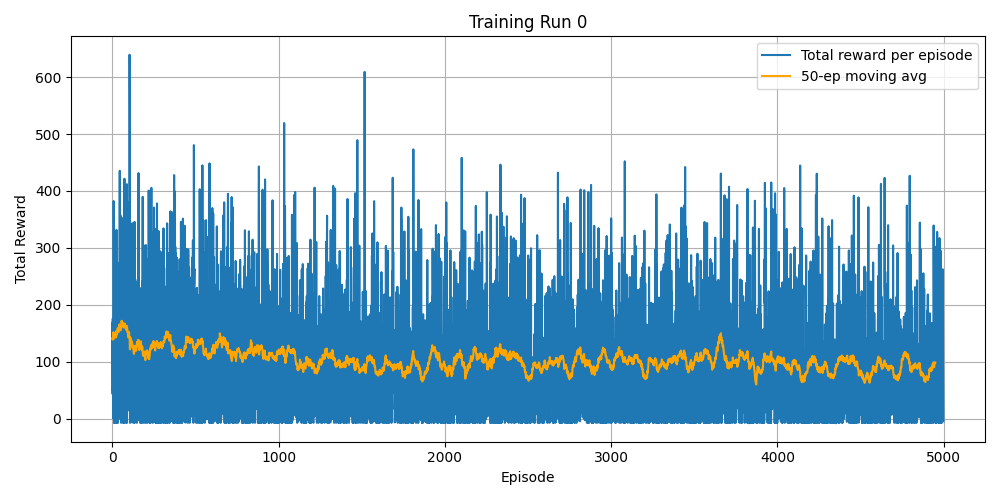 Training Run 0
Total reward per episode
50-ep moving avg
Total Reward
600
500
400
300
200
100
0
0 1000 2000 3000 4000 5000
Episode